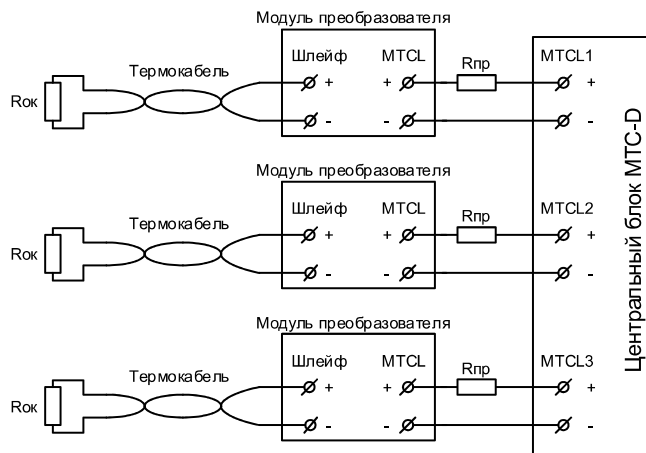 Модуль преобразователя
Шлейф MTCL Rпр MTCL1
Термокабель
Rок
+ + +
- - -
Модуль преобразователя
Шлейф MTCL Rпр MTCL2
Термокабель
Rок
+ + +
- - -
Модуль преобразователя
Шлейф MTCL Rпр MTCL3
Термокабель
Rок
+ + +
- - -
Центральный блок МТС-D